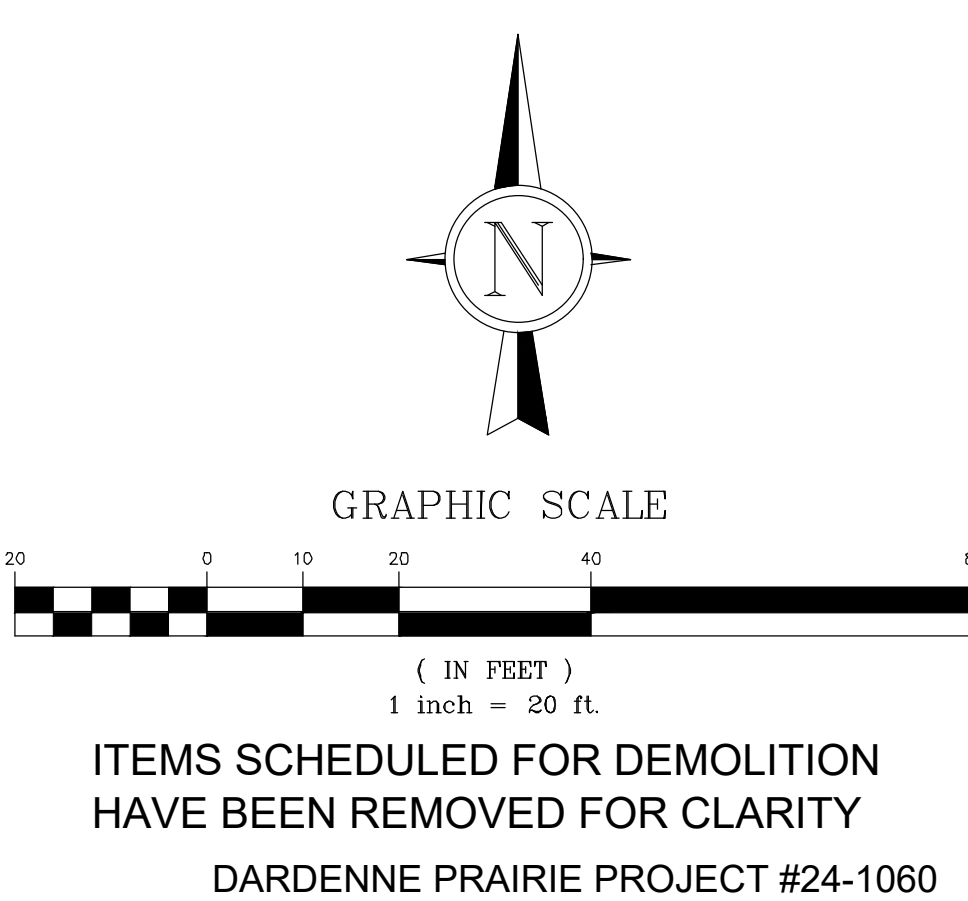 N
GRAPHIC SCALE
20 0 10 20 40
( IN FEET )
1 inch = 20 ft.
ITEMS SCHEDULED FOR DEMOLITION
HAVE BEEN REMOVED FOR CLARITY
DARDENNE PRAIRIE PROJECT #24-1060